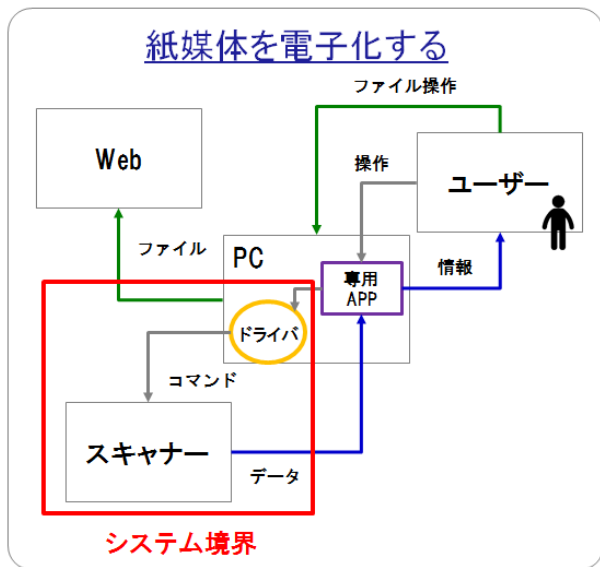 紙媒体を電子化する
ファイル操作
Web
操作
ユーザー
ファイル
PC
専用
APP
情報
ドライバ
コマンド
スキャナー
データ
システム境界